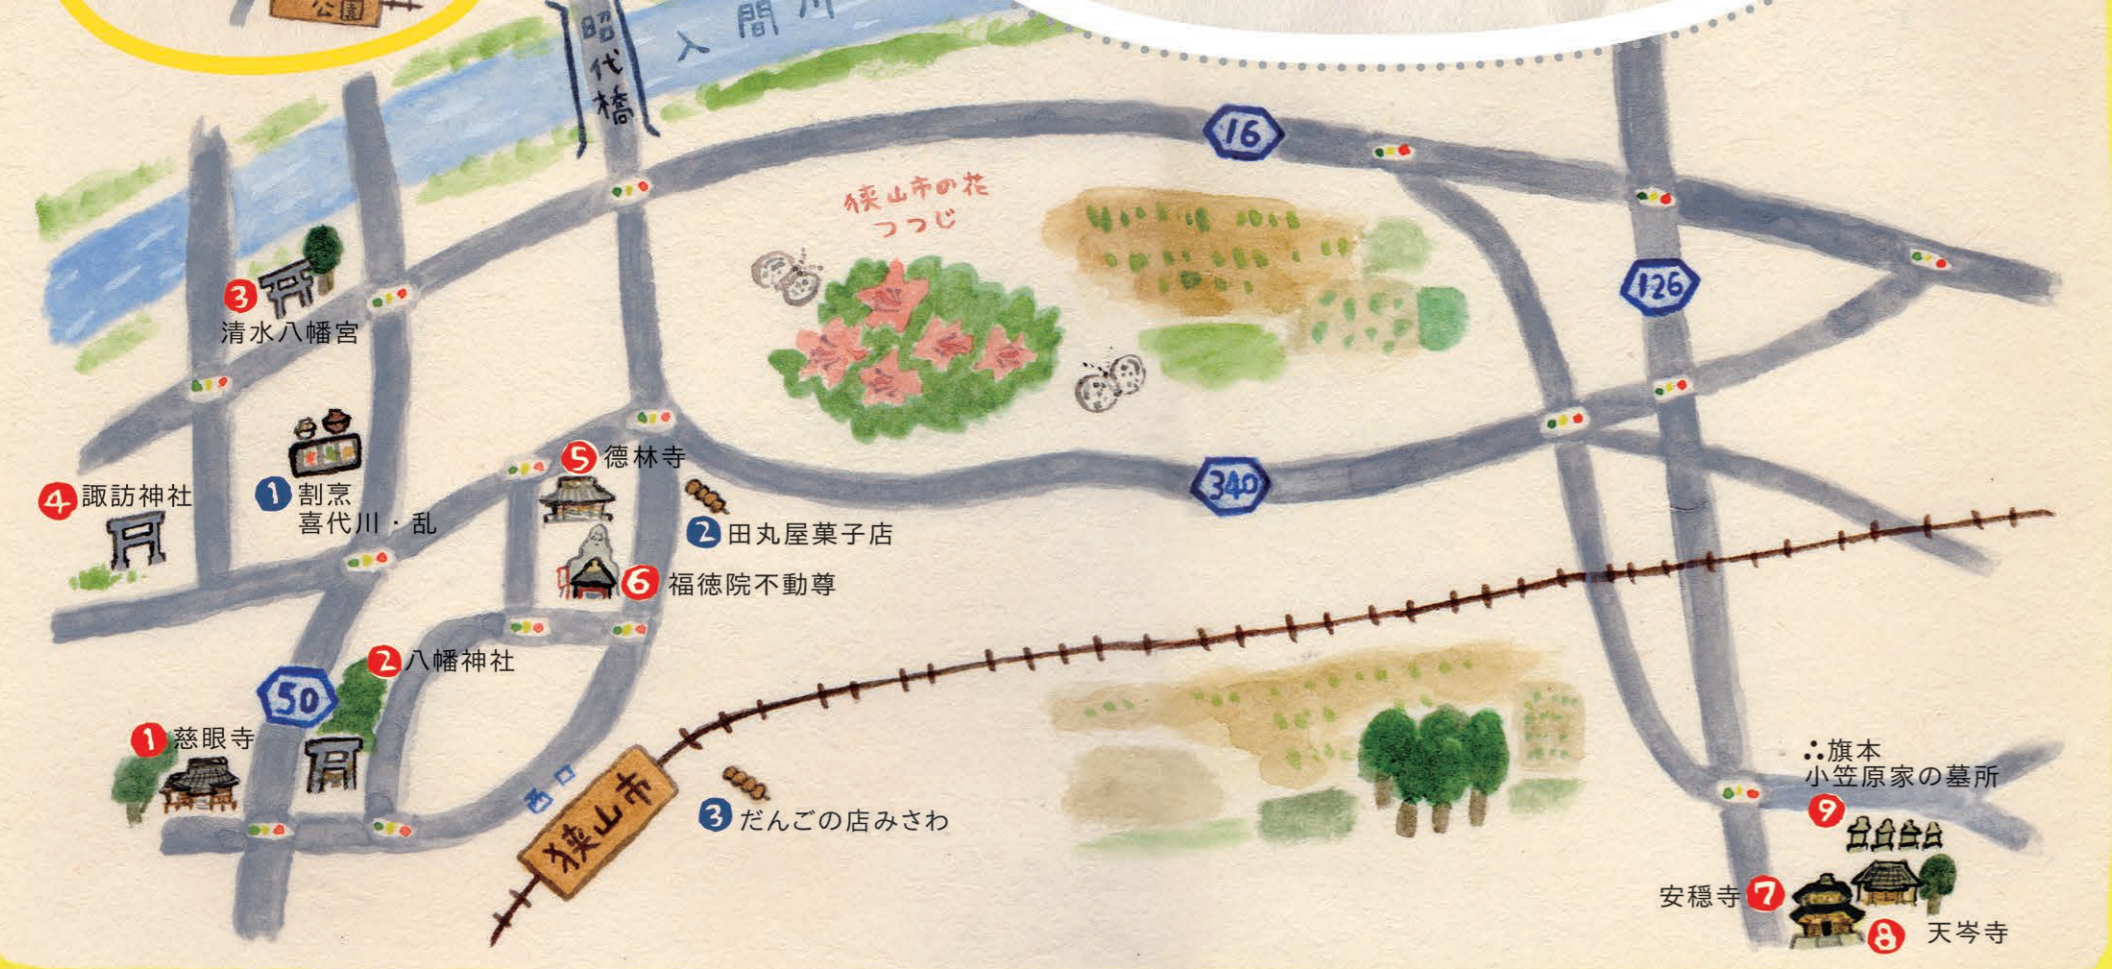 公園
昭代橋
入間川
16
狭山市の花
つつじ
126
3
清水八幡宮
4 諏訪神社
1 割烹
喜代川・乱
5 徳林寺
2 田丸屋菓子店
340
6 福徳院不動尊
2 八幡神社
50
1 慈眼寺
西口
狭山市
3 だんごの店みさわ
∴旗本
小笠原家の墓所
9
安穏寺 7
8 天岑寺